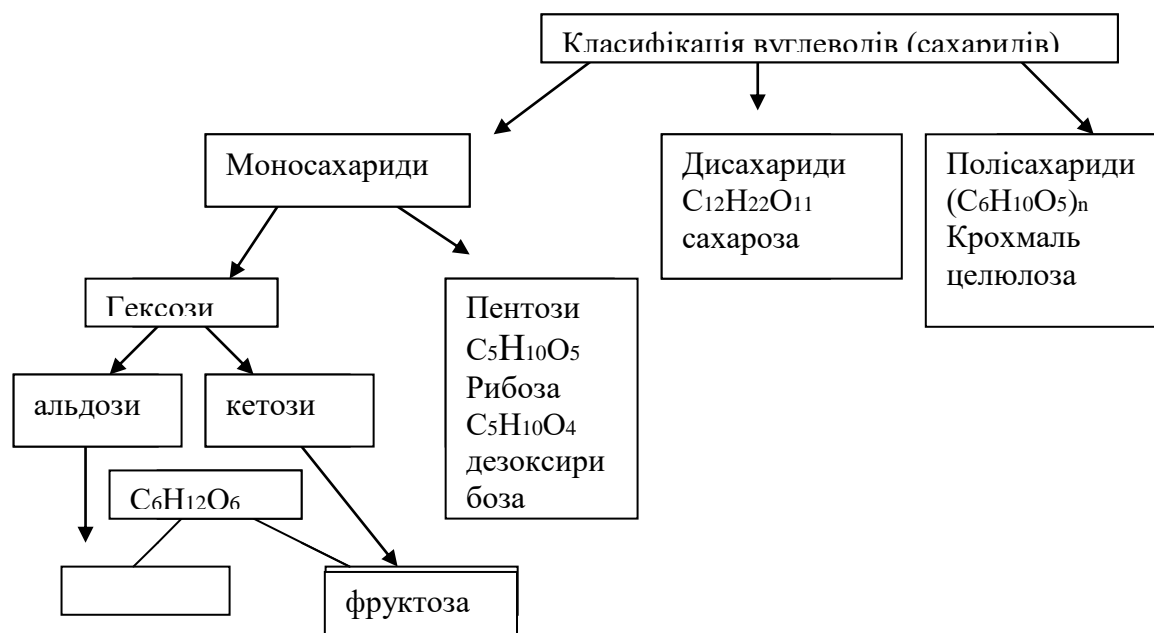 Класифікація вуглеводів (сахаридів)
Моносахариди
Дисахариди
C₁₂H₂₂O₁₁
сахароза
Полісахариди
(C₆H₁₀O₅)ₙ
Крохмаль
целюлоза
Гексози
Пентози
C₅H₁₀O₅
Рибоза
C₅H₁₀O₄
дезоксири
боза
альдози
кетози
C₆H₁₂O₆
фруктоза